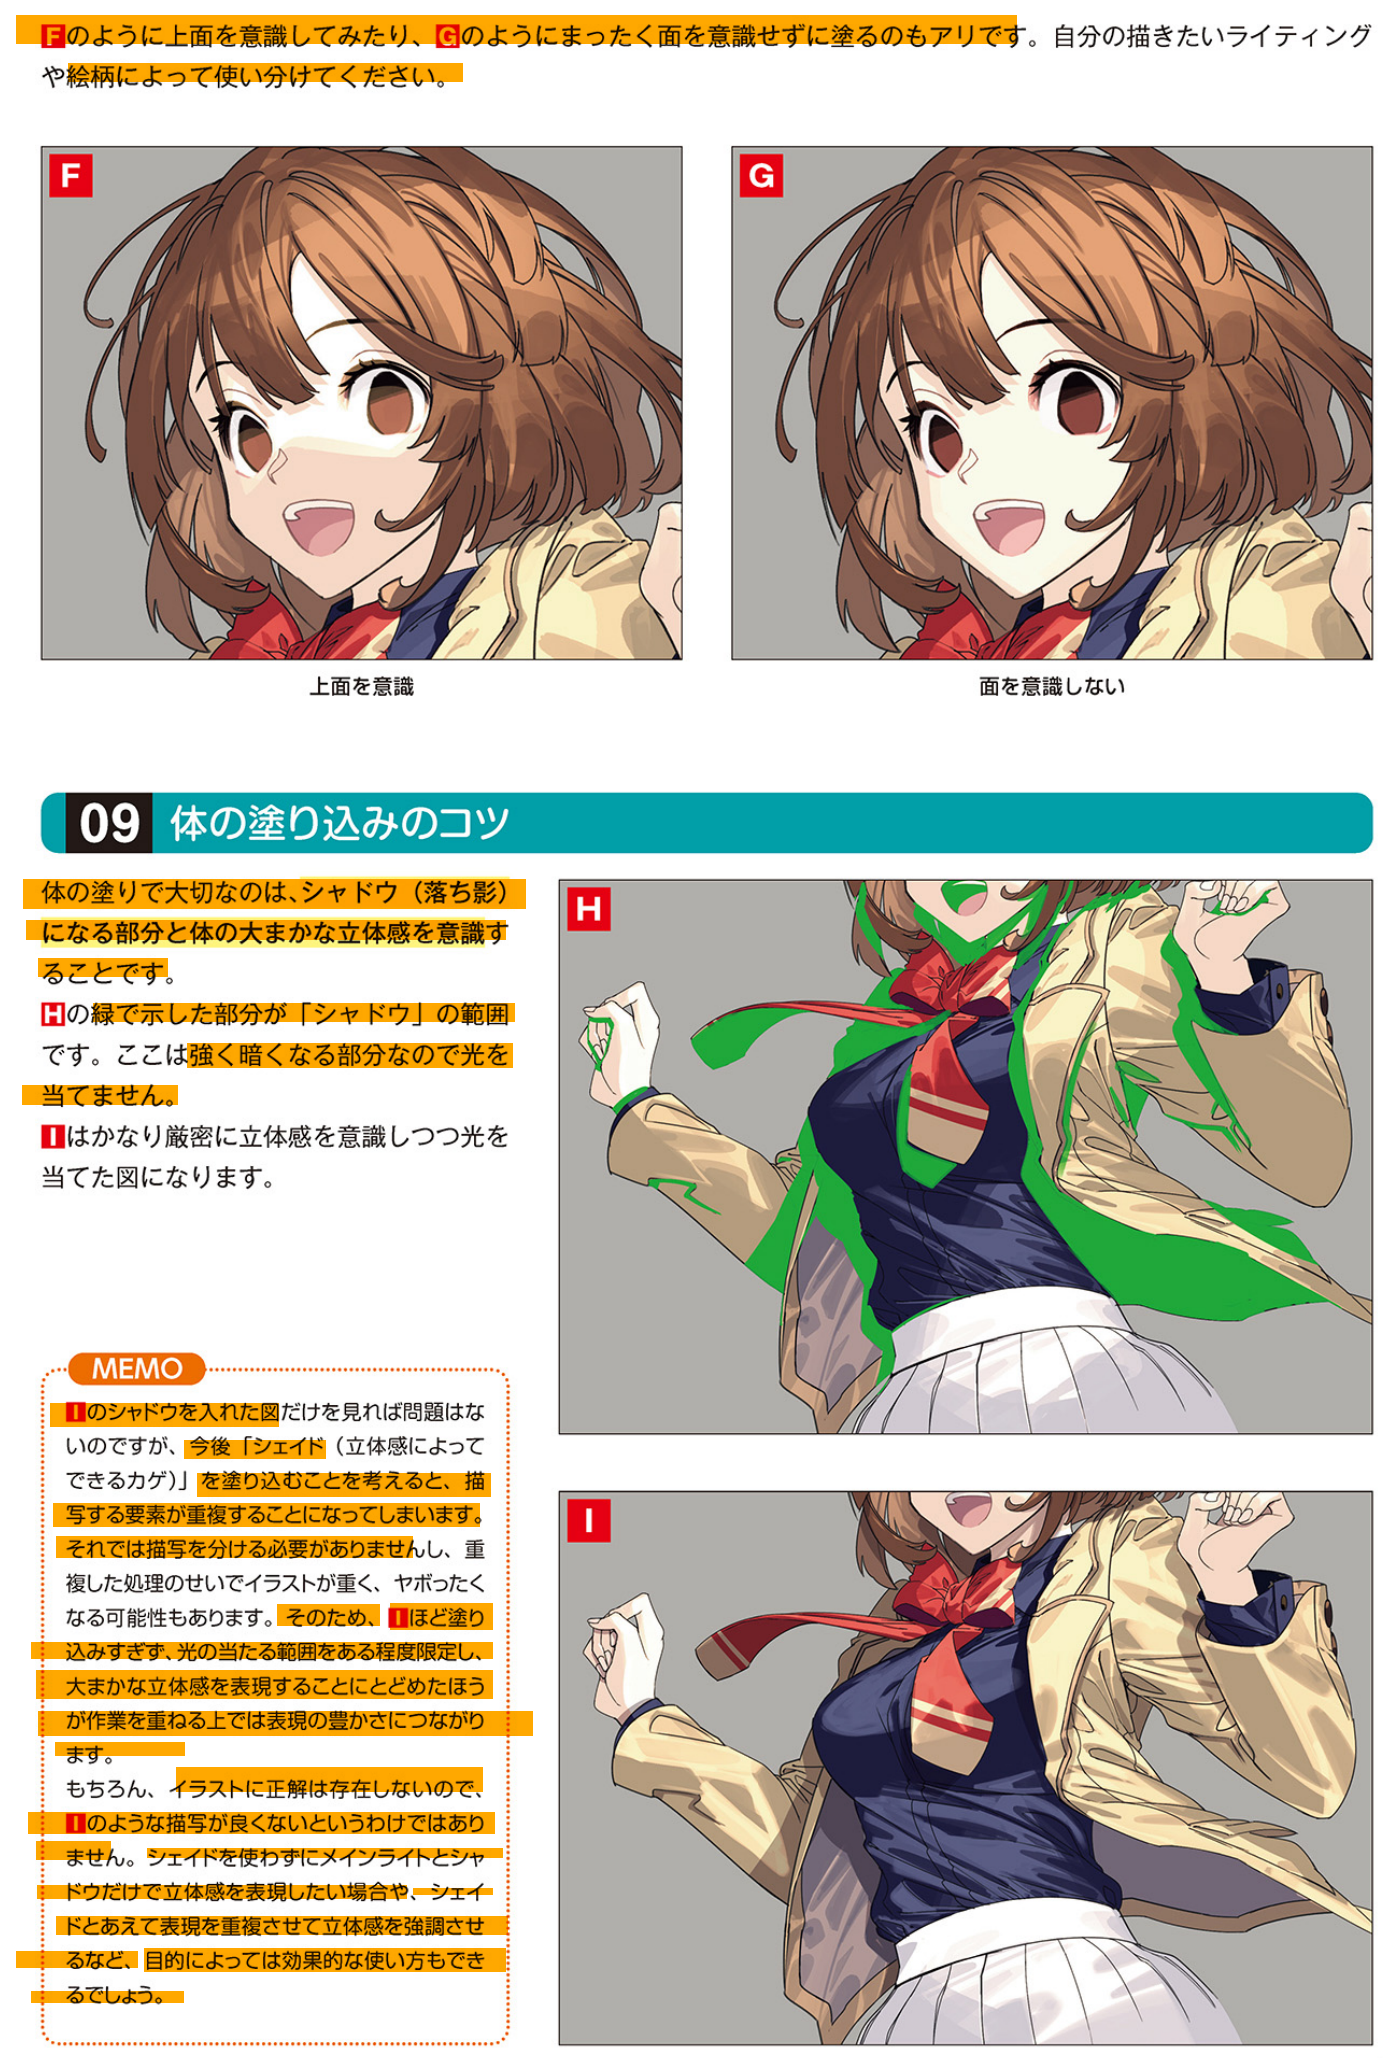 Fのように上面を意識してみたり、Gのようにまったく面を意識せずに塗るのもアリです。自分の描きたいライティング
や絵柄によって使い分けてください。
F
G
上面を意識
面を意識しない
09 体の塗り込みのコツ
体の塗りで大切なのは、シャドウ（落ち影）
になる部分と体の大まかな立体感を意識す
ることです。
Hの緑で示した部分が「シャドウ」の範囲
です。ここは強く暗くなる部分なので光を
当てません。
Iはかなり厳密に立体感を意識しつつ光を
当てた図になります。
H
MEMO
Iのシャドウを入れた図だけを見れば問題はな
いのですが、今後「シェイド（立体感によって
できるカゲ）」を塗り込むことを考えると、描
写する要素が重複することになってしまいます。
それでは描写を分ける必要がありませんし、重
複した処理のせいでイラストが重く、ヤボったく
なる可能性もあります。そのため、Iほど塗り
込みすぎず、光の当たる範囲をある程度限定し、
大まかな立体感を表現することにとどめたほう
が作業を重ねる上では表現の豊かさにつながり
ます。
もちろん、イラストに正解は存在しないので、
Iのような描写が良くないというわけではあり
ません。シェイドを使わずにメインライトとシャ
ドウだけで立体感を表現したい場合や、シェイ
ドとあえて表現を重複させて立体感を強調させ
るなど、目的によっては効果的な使い方もでき
るでしょう。
I